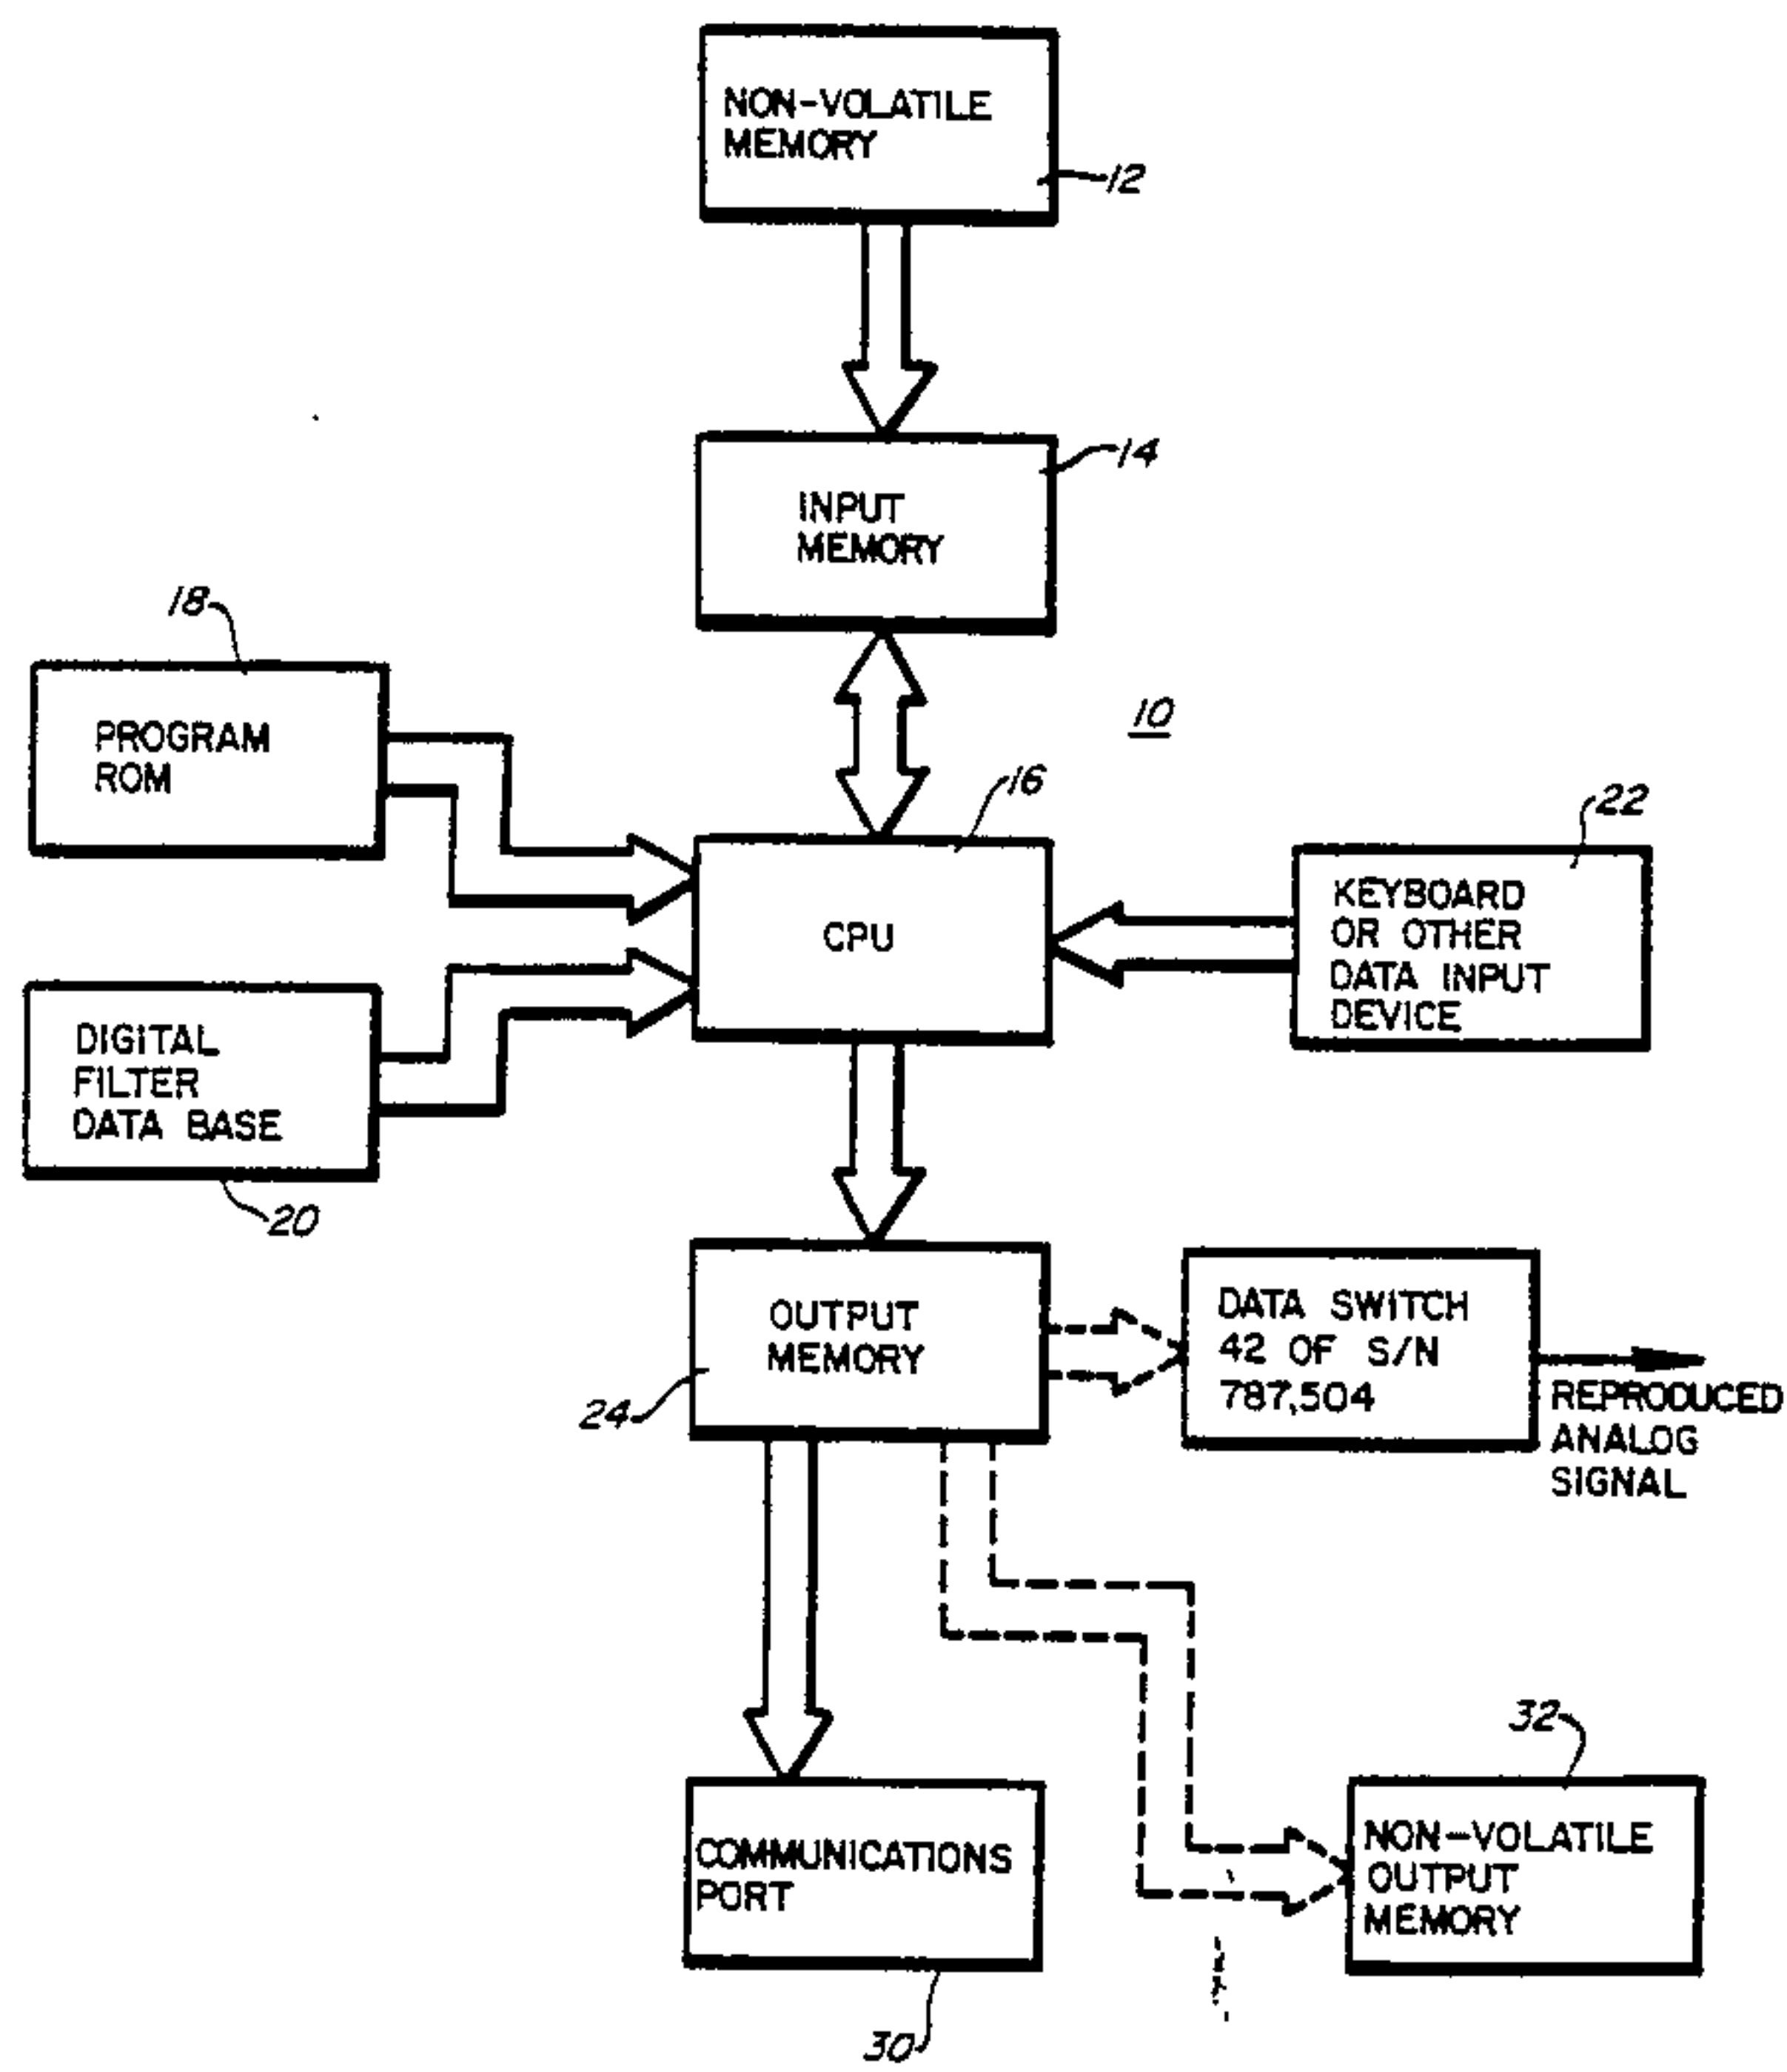 NON-VOLATILE
MEMORY
12
14
INPUT
MEMORY
18
PROGRAM
ROM
10
16
22
CPU
KEYBOARD
OR OTHER
DATA INPUT
DEVICE
DIGITAL
FILTER
DATA BASE
20
OUTPUT
MEMORY
24
DATA SWITCH
42 OF S/N
787,504
REPRODUCED
ANALOG
SIGNAL
32
COMMUNICATIONS
PORT
30
NON-VOLATILE
OUTPUT
MEMORY